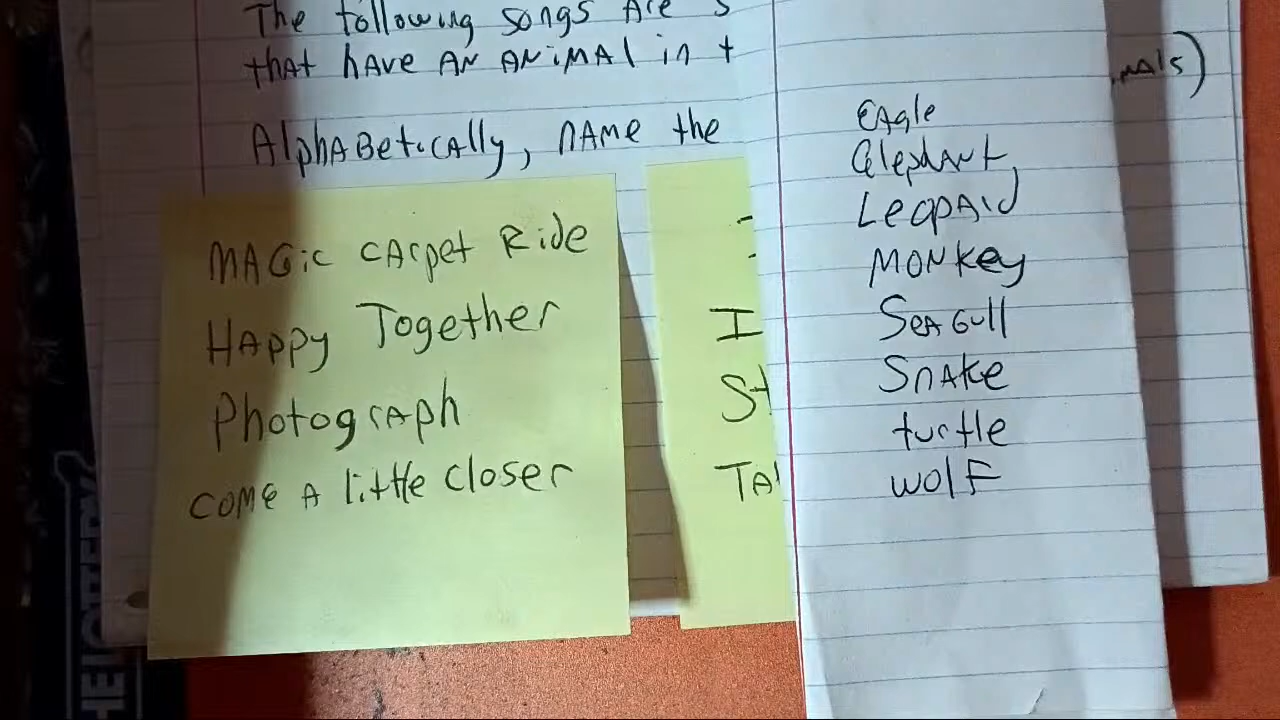 The following songs Are s
that have an animal in t
mals)
Alphabetically, name the
Magic carpet Ride
Happy Together
Photograph
come a little closer
I
St
TA
Eagle
elephant
Leopard
Monkey
Seagull
Snake
turtle
wolf